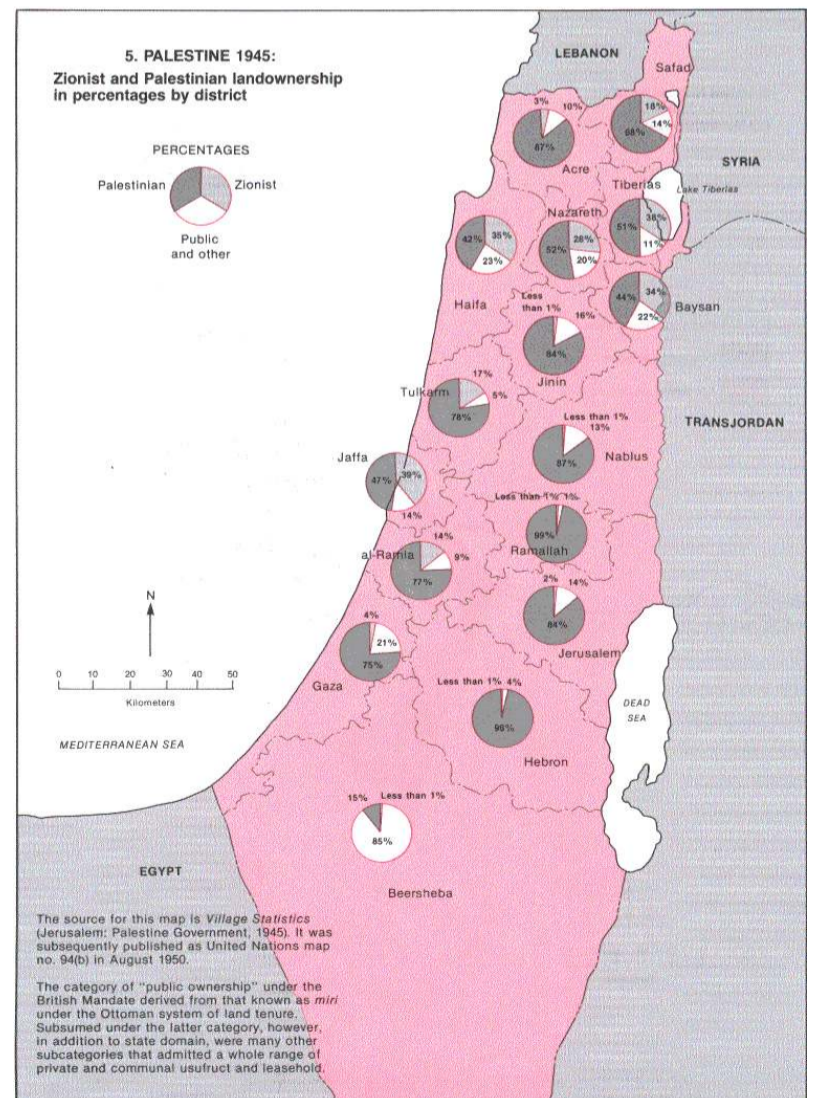 5. PALESTINE 1945:
Zionist and Palestinian landownership
in percentages by district
PERCENTAGES
Palestinian
Zionist
Public
and other
LEBANON
Safad
18%
14%
68%
3%
10%
87%
Acre
SYRIA
Tiberias
Lake Tiberias
38%
51%
11%
Nazareth
28%
52%
20%
42%
35%
23%
Haifa
34%
44%
22%
Baysan
Less
than 1%
16%
84%
Jinin
17%
Tulkarm
5%
78%
TRANSJORDAN
Less than 1%
13%
87%
Nablus
Jaffa
47%
39%
14%
Less than 1% 1%
99%
Ramallah
14%
al-Ramla
9%
77%
2%
14%
84%
Jerusalem
N
4%
21%
75%
Gaza
0 10 20 30 40 50
Kilometers
Less than 1% 4%
96%
Hebron
DEAD
SEA
MEDITERRANEAN SEA
15% Less than 1%
85%
Beersheba
EGYPT
The source for this map is Village Statistics
(Jerusalem: Palestine Government, 1945). It was
subsequently published as United Nations map
no. 94(b) in August 1950.
The category of "public ownership" under the
British Mandate derived from that known as miri
under the Ottoman system of land tenure.
Subsumed under the latter category, however,
in addition to state domain, were many other
subcategories that admitted a whole range of
private and communal usufruct and leasehold.